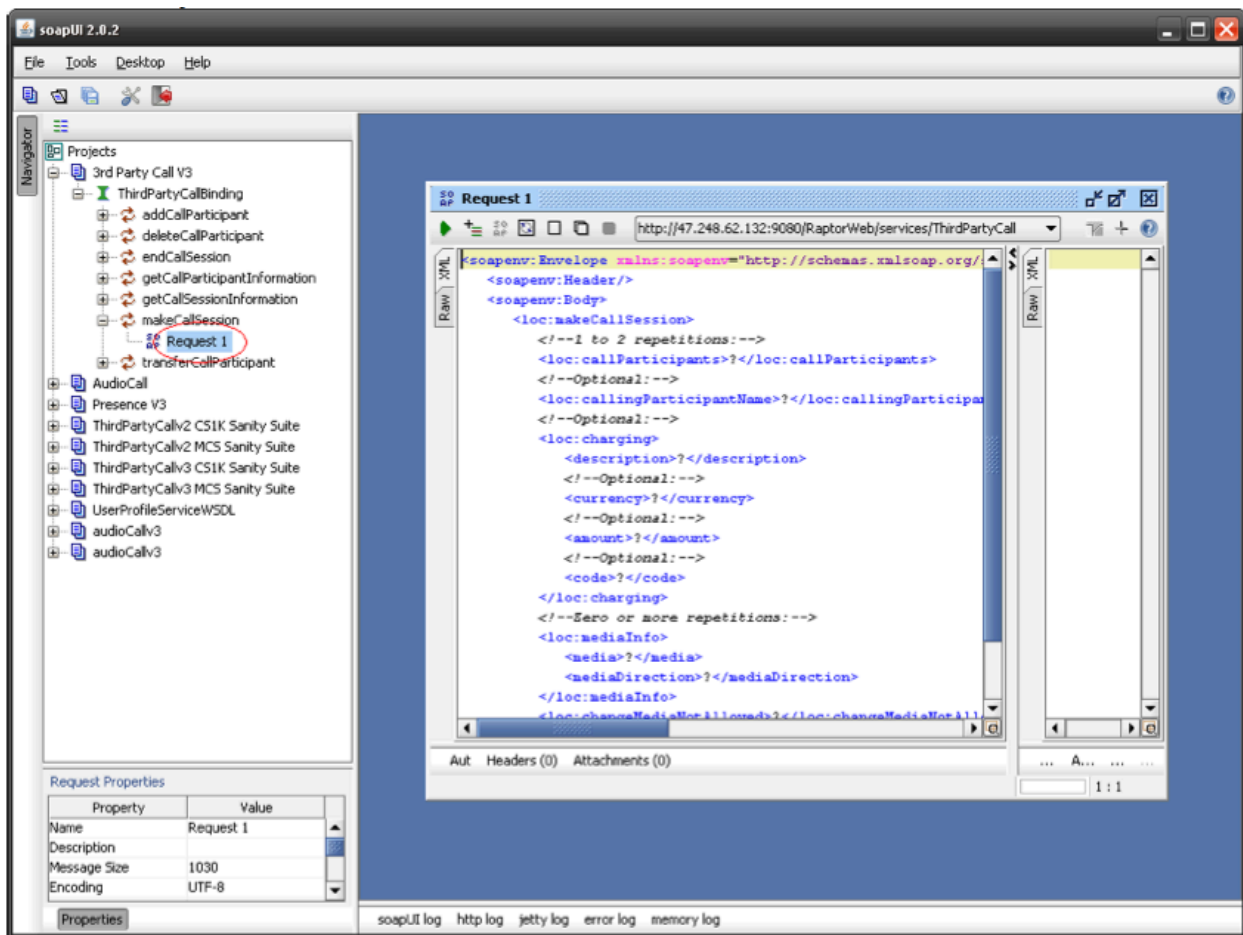 soapUI 2.0.2
File Tools Desktop Help
Navigator
Projects
3rd Party Call V3
ThirdPartyCallBinding
addCallParticipant
deleteCallParticipant
endCallSession
getCallParticipantInformation
getCallSessionInformation
makeCallSession
Request 1
transferCallParticipant
AudioCall
Presence V3
ThirdPartyCallv2 CS1K Sanity Suite
ThirdPartyCallv2 MCS Sanity Suite
ThirdPartyCallv3 CS1K Sanity Suite
ThirdPartyCallv3 MCS Sanity Suite
UserProfileServiceWSDL
audioCallv3
audioCallv3
Request Properties
Property Value
Name Request 1
Description
Message Size 1030
Encoding UTF-8
Properties
Request 1
http://47.248.62.132:9080/RaptorWeb/services/ThirdPartyCall
XML
Raw
<soapenv:Envelope xmlns:soapenv="http://schemas.xmlsoap.org/
<soapenv:Header/>
<soapenv:Body>
<loc:makeCallSession>
<!--1 to 2 repetitions:-->
<loc:callParticipants>?</loc:callParticipants>
<!--Optional:-->
<loc:callingParticipantName>?</loc:callingParticipan
<!--Optional:-->
<loc:charging>
<description>?</description>
<!--Optional:-->
<currency>?</currency>
<!--Optional:-->
<amount>?</amount>
<!--Optional:-->
<code>?</code>
</loc:charging>
<!--Zero or more repetitions:-->
<loc:mediaInfo>
<media>?</media>
<mediaDirection>?</mediaDirection>
</loc:mediaInfo>
<loc:changeMediaNotAllowed>?</loc:changeMediaNotAll
XML
Raw
Aut Headers (0) Attachments (0)
... A... ... ...
1 : 1
soapUI log http log jetty log error log memory log